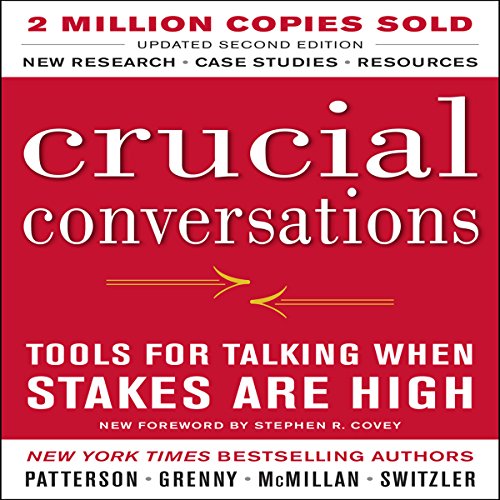 2 MILLION COPIES SOLD
UPDATED SECOND EDITION
NEW RESEARCH • CASE STUDIES • RESOURCES
crucial
conversations
TOOLS FOR TALKING WHEN
STAKES ARE HIGH
NEW FOREWORD BY STEPHEN R. COVEY
NEW YORK TIMES BESTSELLING AUTHORS
PATTERSON • GRENNY • McMILLAN • SWITZLER